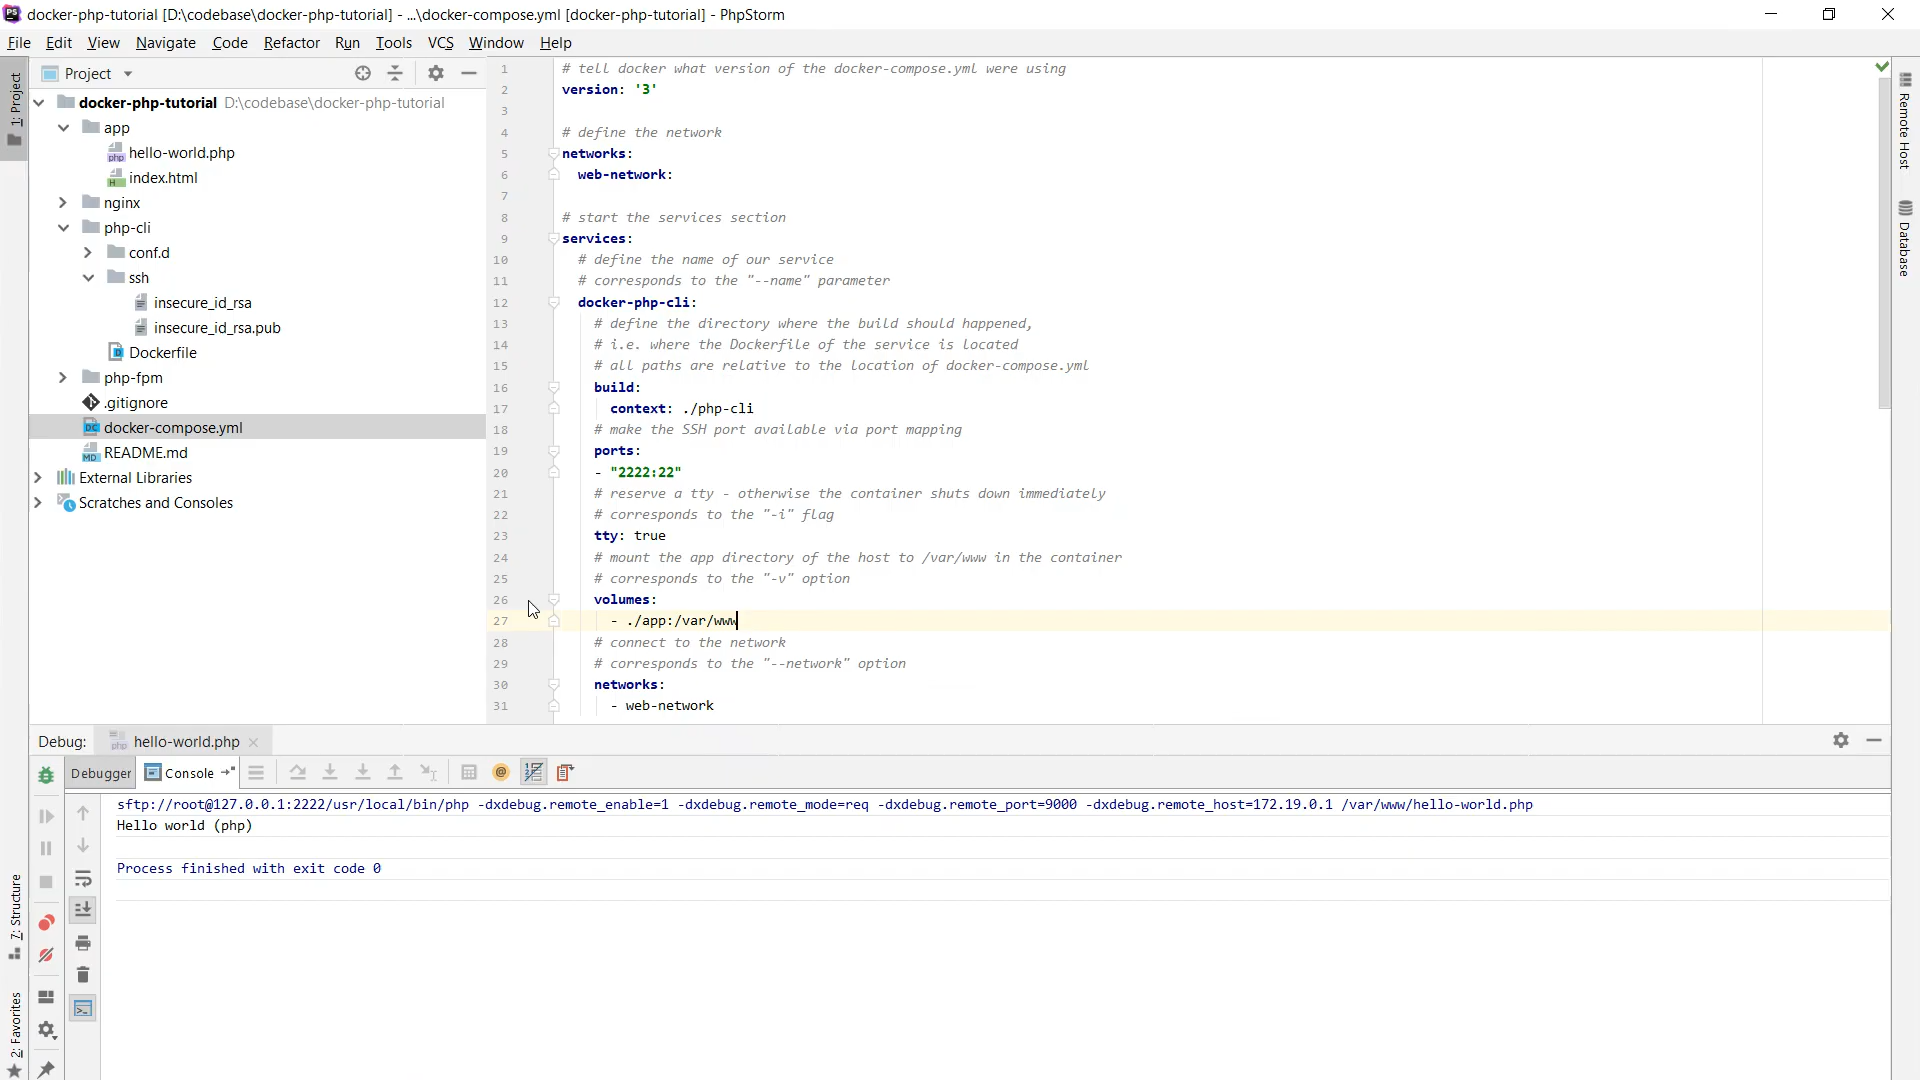 docker-php-tutorial [D:\codebase\docker-php-tutorial] - ...\docker-compose.yml [docker-php-tutorial] - PhpStorm
File Edit View Navigate Code Refactor Run Tools VCS Window Help
1: Project
Project
docker-php-tutorial D:\codebase\docker-php-tutorial
app
hello-world.php
index.html
nginx
php-cli
conf.d
ssh
insecure_id_rsa
insecure_id_rsa.pub
Dockerfile
php-fpm
.gitignore
docker-compose.yml
README.md
External Libraries
Scratches and Consoles
1 # tell docker what version of the docker-compose.yml were using
2 version: '3'
3
4 # define the network
5 networks:
6 web-network:
7
8 # start the services section
9 services:
10 # define the name of our service
11 # corresponds to the "--name" parameter
12 docker-php-cli:
13 # define the directory where the build should happened,
14 # i.e. where the Dockerfile of the service is located
15 # all paths are relative to the location of docker-compose.yml
16 build:
17 context: ./php-cli
18 # make the SSH port available via port mapping
19 ports:
20 - "2222:22"
21 # reserve a tty - otherwise the container shuts down immediately
22 # corresponds to the "-i" flag
23 tty: true
24 # mount the app directory of the host to /var/www in the container
25 # corresponds to the "-v" option
26 volumes:
27 - ./app:/var/www
28 # connect to the network
29 # corresponds to the "--network" option
30 networks:
31 - web-network
Remote Host
Database
Debug: hello-world.php
Debugger Console
sftp://root@127.0.0.1:2222/usr/local/bin/php -dxdebug.remote_enable=1 -dxdebug.remote_mode=req -dxdebug.remote_port=9000 -dxdebug.remote_host=172.19.0.1 /var/www/hello-world.php
Hello world (php)
Process finished with exit code 0
7: Structure
2: Favorites